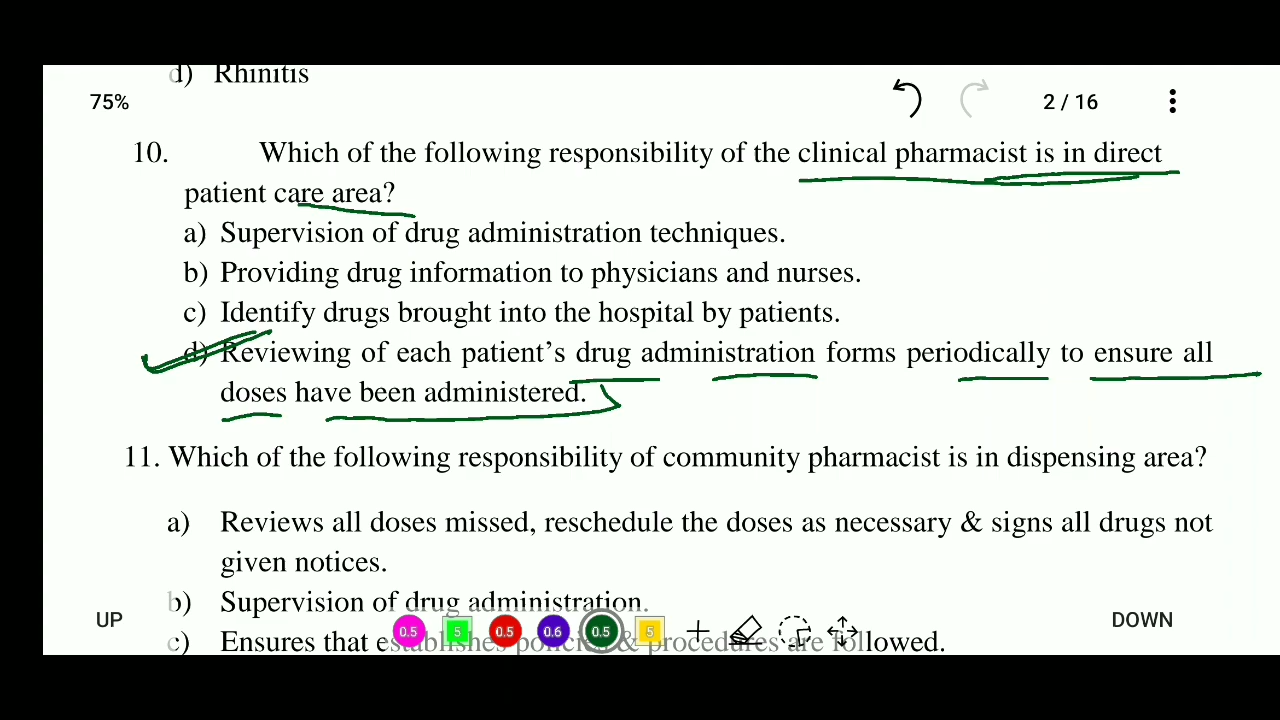 d) Rhinitis
75%
2 / 16
10. Which of the following responsibility of the clinical pharmacist is in direct
patient care area?
a) Supervision of drug administration techniques.
b) Providing drug information to physicians and nurses.
c) Identify drugs brought into the hospital by patients.
d) Reviewing of each patient's drug administration forms periodically to ensure all
doses have been administered.
11. Which of the following responsibility of community pharmacist is in dispensing area?
a) Reviews all doses missed, reschedule the doses as necessary & signs all drugs not
given notices.
b) Supervision of drug administration.
UP
DOWN
0.5 5 0.5 0.6 0.5 5
c) Ensures that establishes policies & procedures are followed.